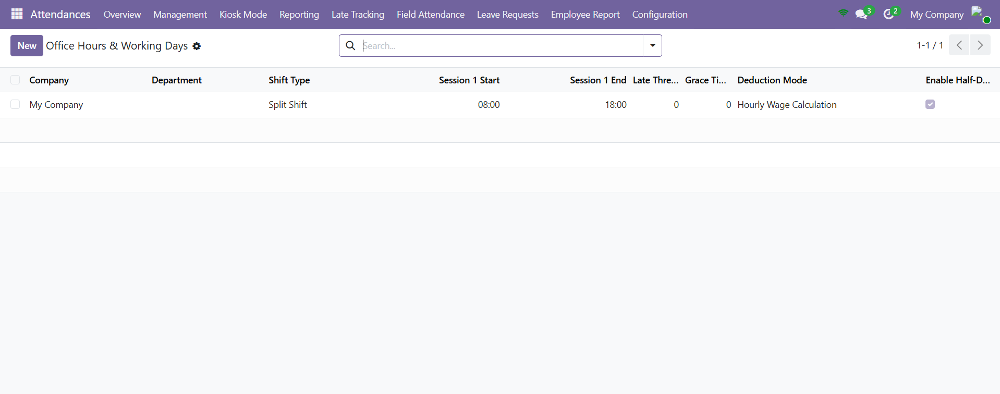 Attendances Overview Management Kiosk Mode Reporting Late Tracking Field Attendance Leave Requests Employee Report Configuration 3 2 My Company
New Office Hours & Working Days Search... 1-1 / 1
Company Department Shift Type Session 1 Start Session 1 End Late Thre... Grace Ti... Deduction Mode Enable Half-D...
My Company Split Shift 08:00 18:00 0 0 Hourly Wage Calculation